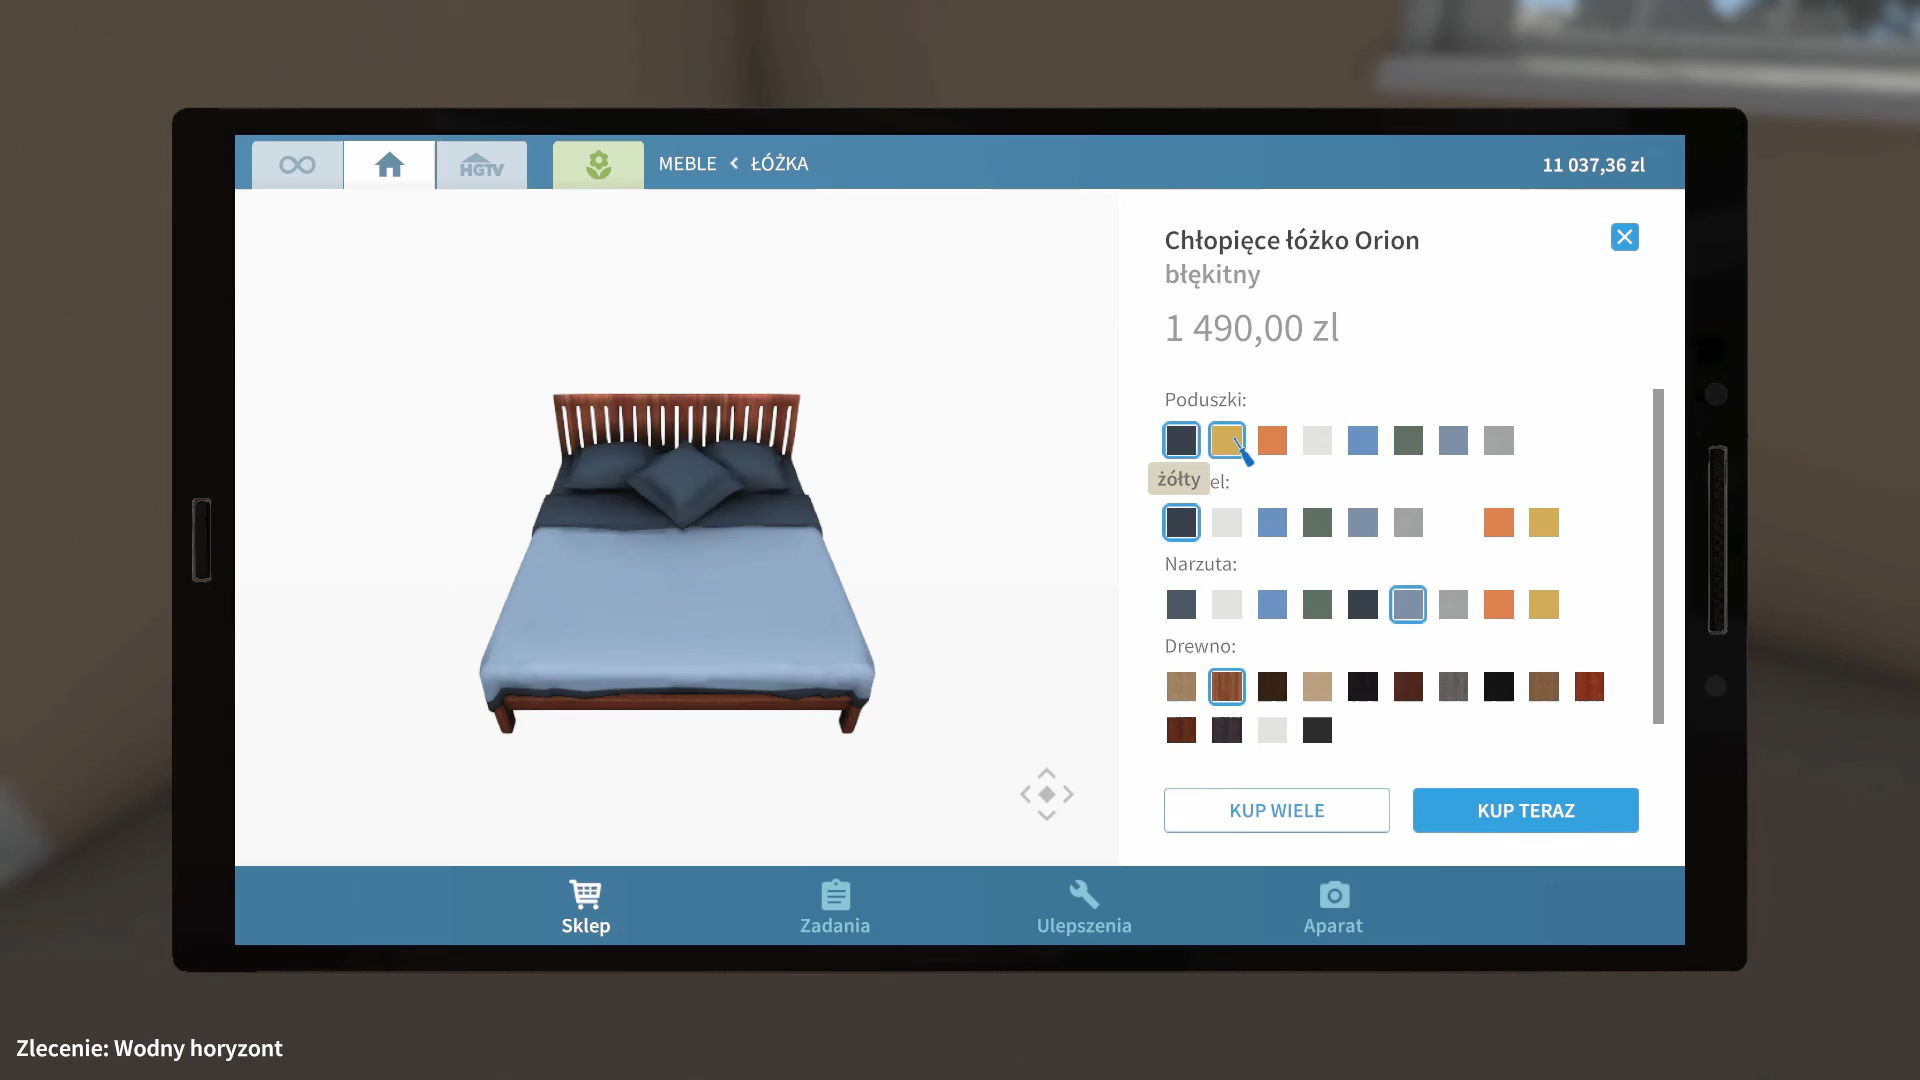 HGTV
MEBLE < ŁÓŻKA
11 037,36 zl
Chłopięce łóżko Orion
błękitny
1 490,00 zl
Poduszki:
żółty
el:
Narzuta:
Drewno:
KUP WIELE
KUP TERAZ
Sklep
Zadania
Ulepszenia
Aparat
Zlecenie: Wodny horyzont